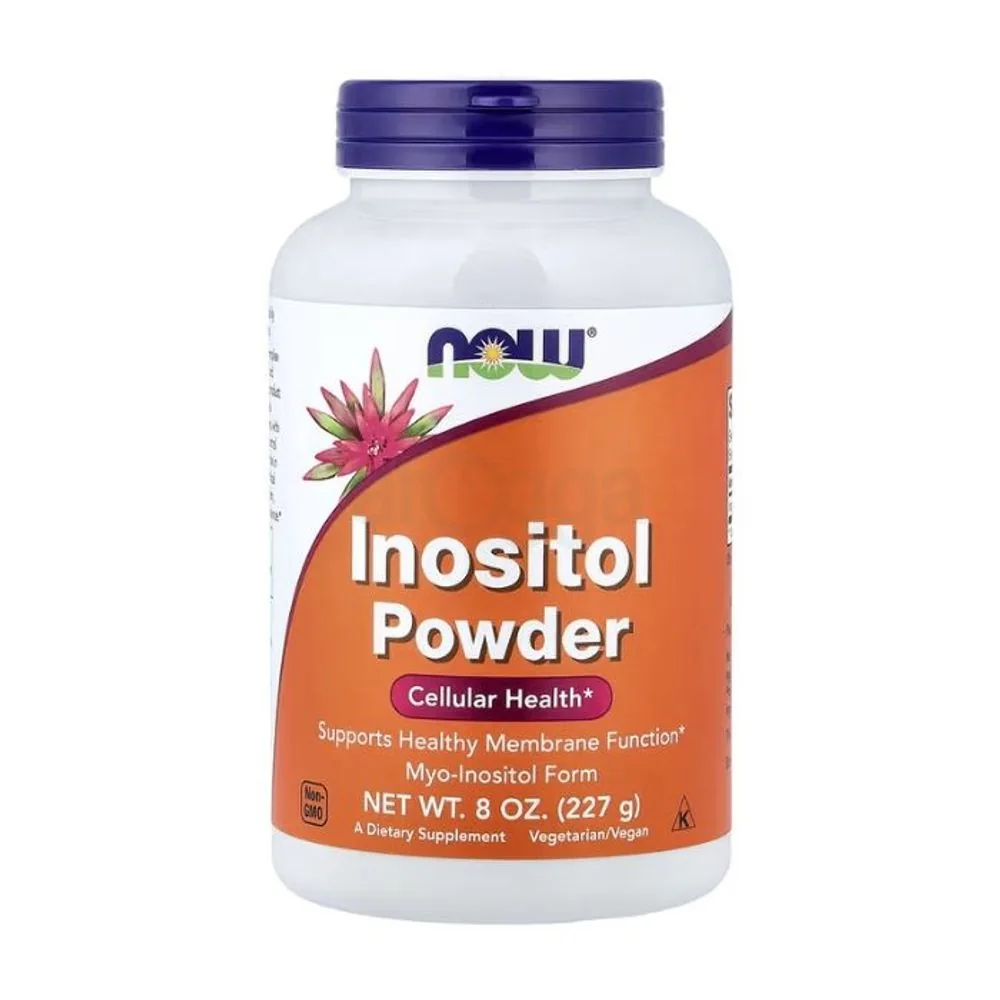 NOW®
Inositol
Powder
Cellular Health*
Supports Healthy Membrane Function*
Myo-Inositol Form
Non-
GMO
NET WT. 8 OZ. (227 g)
K
A Dietary Supplement Vegetarian/Vegan